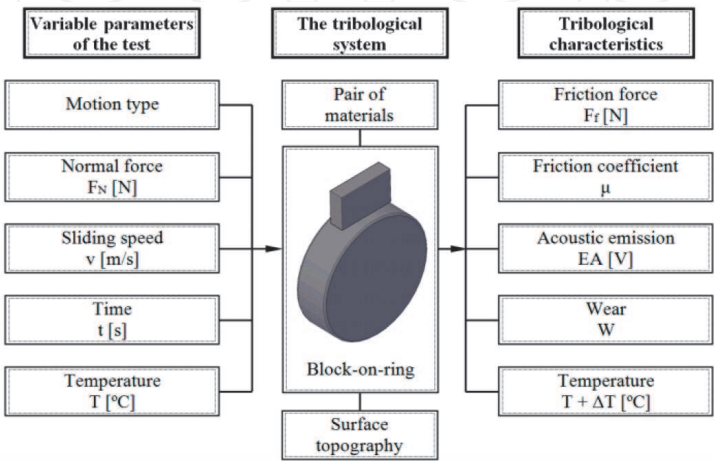 Variable parameters
of the test
Motion type
Normal force
FN [N]
Sliding speed
v [m/s]
Time
t [s]
Temperature
T [ºC]
The tribological
system
Pair of
materials
Block-on-ring
Surface
topography
Tribological
characteristics
Friction force
Ff [N]
Friction coefficient
μ
Acoustic emission
EA [V]
Wear
W
Temperature
T + ΔT [ºC]